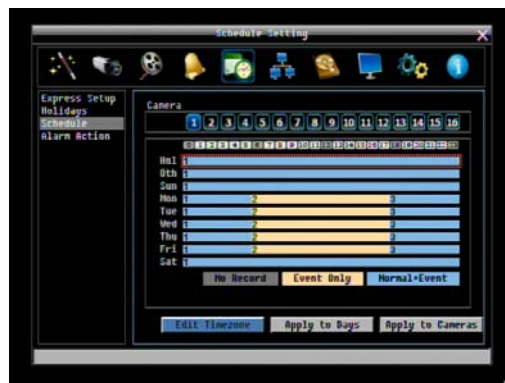 Schedule Setting
X
Express Setup
Holidays
Schedule
Alarm Action
Camera
1 2 3 4 5 6 7 8 9 10 11 12 13 14 15 16
Hol 1
Oth 1
Sun 1
Mon 1 2 3
Tue 1 2 3
Wed 1 2 3
Thu 1 2 3
Fri 1 2 3
Sat 1
No Record Event Only Normal+Event
Edit Timezone Apply to Days Apply to Cameras